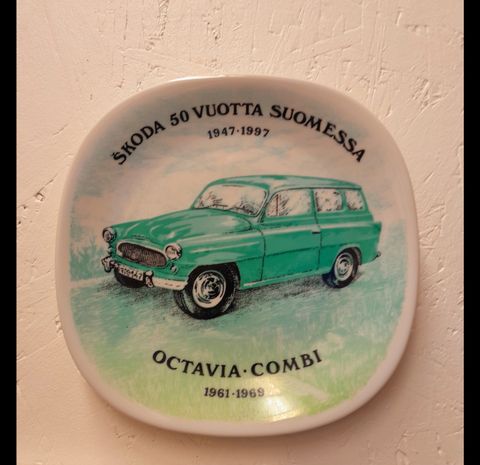 ŠKODA 50 VUOTTA SUOMESSA
1947·1997
OCTAVIA·COMBI
1961·1969